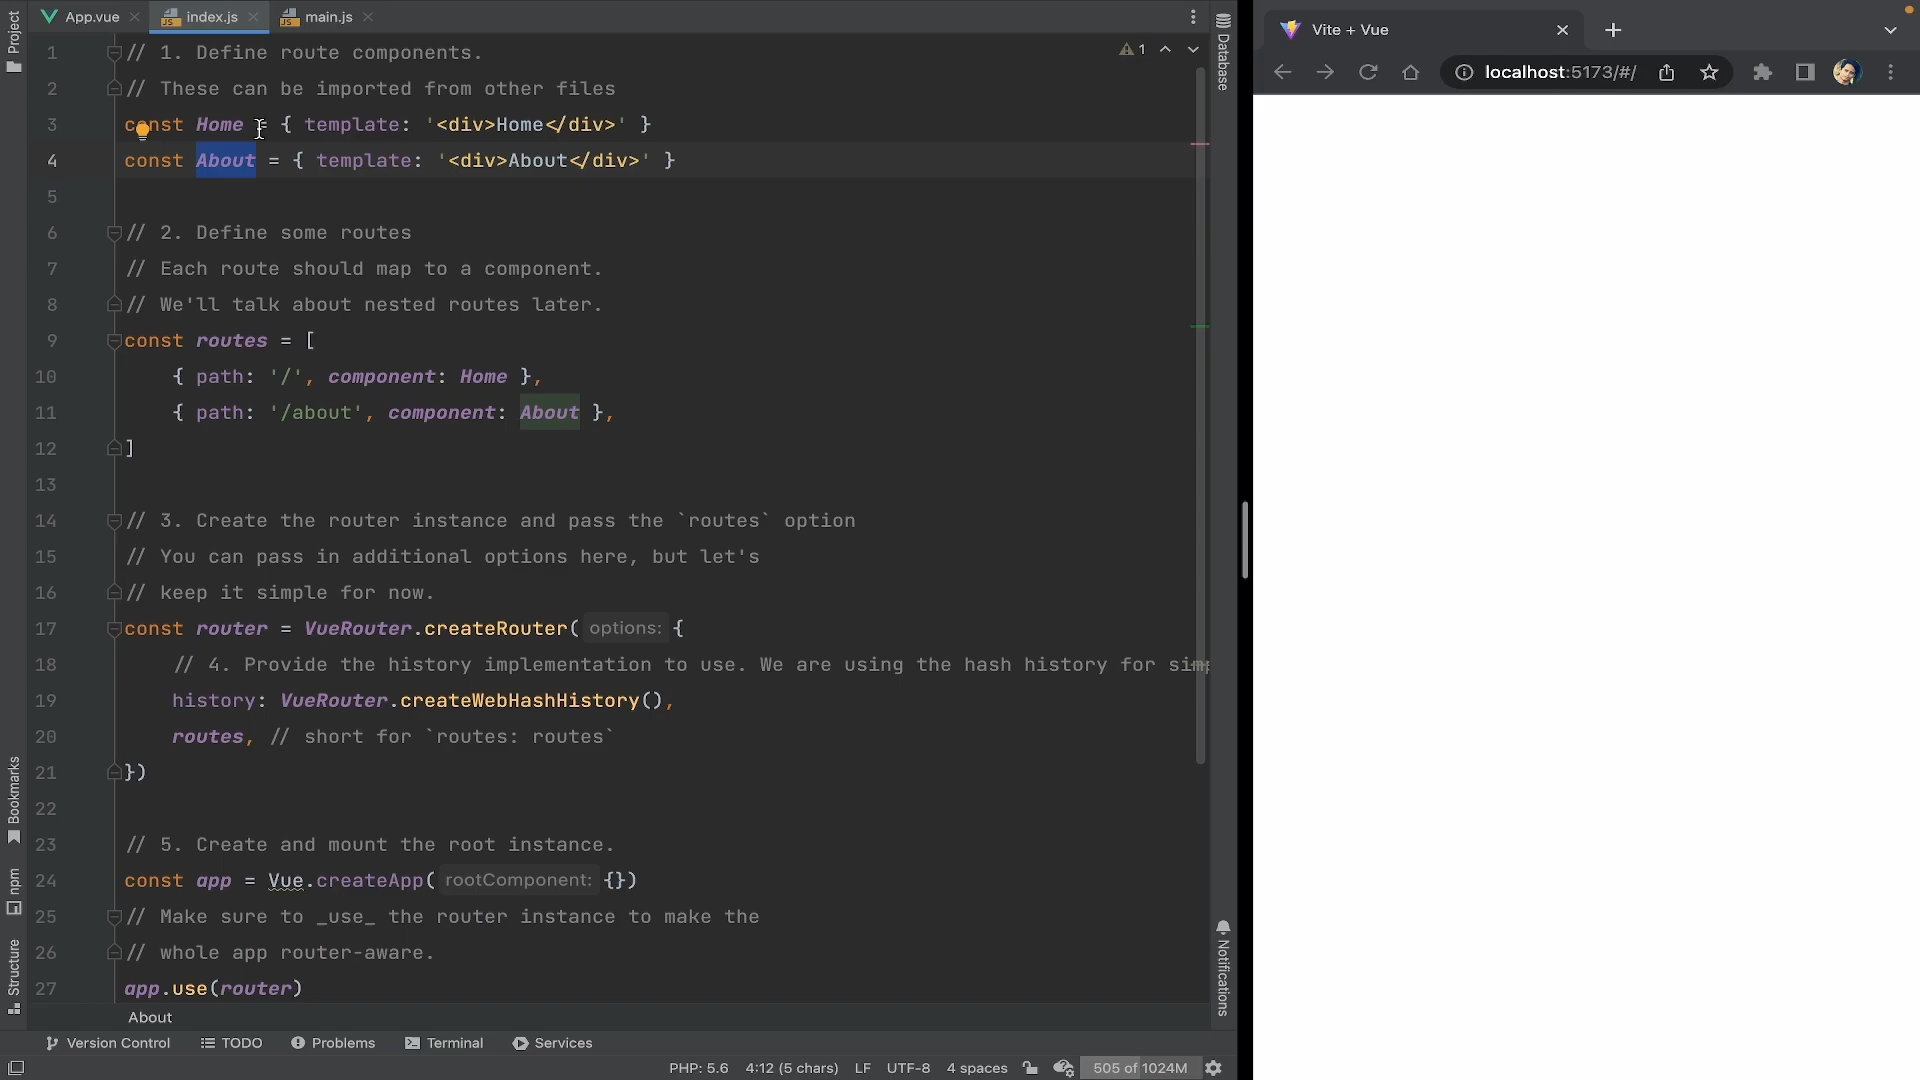 App.vue
index.js
main.js
Project
1 // 1. Define route components.
2 // These can be imported from other files
3 const Home = { template: '<div>Home</div>' }
4 const About = { template: '<div>About</div>' }
5
6 // 2. Define some routes
7 // Each route should map to a component.
8 // We'll talk about nested routes later.
9 const routes = [
10 { path: '/', component: Home },
11 { path: '/about', component: About },
12 ]
13
14 // 3. Create the router instance and pass the `routes` option
15 // You can pass in additional options here, but let's
16 // keep it simple for now.
17 const router = VueRouter.createRouter( options: {
18 // 4. Provide the history implementation to use. We are using the hash history for sim
19 history: VueRouter.createWebHashHistory(),
20 routes, // short for `routes: routes`
21 })
22
23 // 5. Create and mount the root instance.
24 const app = Vue.createApp( rootComponent: {})
25 // Make sure to _use_ the router instance to make the
26 // whole app router-aware.
27 app.use(router)
1
Database
Notifications
Bookmarks
npm
Structure
About
Version Control
TODO
Problems
Terminal
Services
PHP: 5.6
4:12 (5 chars)
LF
UTF-8
4 spaces
505 of 1024M
Vite + Vue
localhost:5173/#/